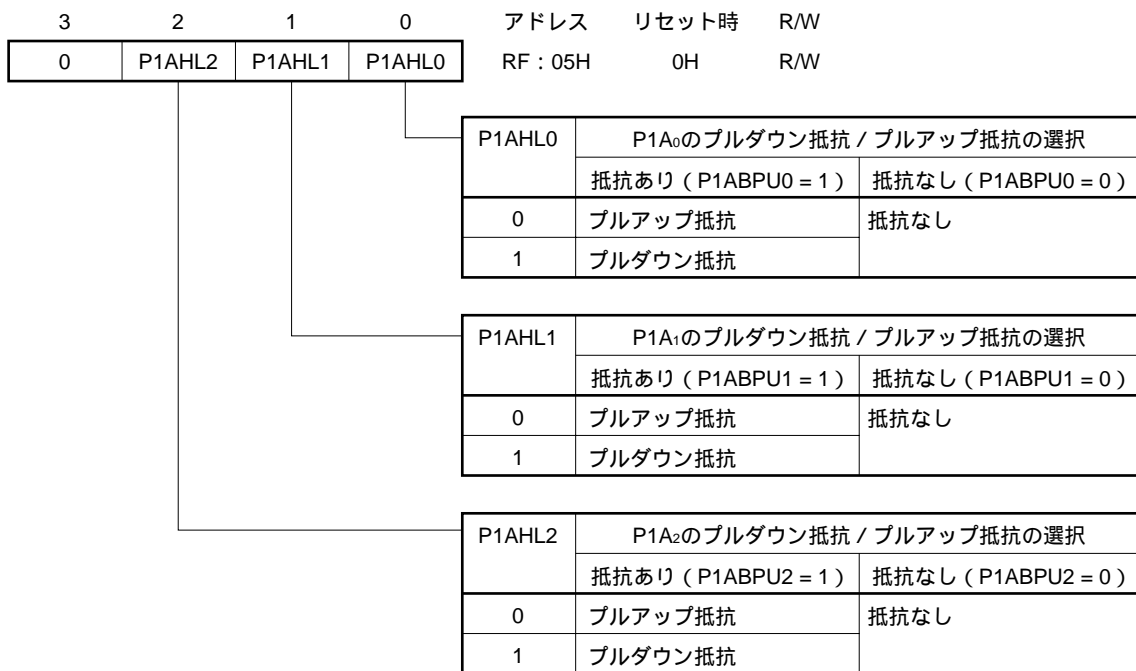 3 2 1 0 アドレス リセット時 R/W
0 P1AHL2 P1AHL1 P1AHL0 RF：05H 0H R/W
P1AHL0 P1A₀のプルダウン抵抗／プルアップ抵抗の選択
抵抗あり（P1ABPU0 = 1） 抵抗なし（P1ABPU0 = 0）
0 プルアップ抵抗 抵抗なし
1 プルダウン抵抗
P1AHL1 P1A₁のプルダウン抵抗／プルアップ抵抗の選択
抵抗あり（P1ABPU1 = 1） 抵抗なし（P1ABPU1 = 0）
0 プルアップ抵抗 抵抗なし
1 プルダウン抵抗
P1AHL2 P1A₂のプルダウン抵抗／プルアップ抵抗の選択
抵抗あり（P1ABPU2 = 1） 抵抗なし（P1ABPU2 = 0）
0 プルアップ抵抗 抵抗なし
1 プルダウン抵抗